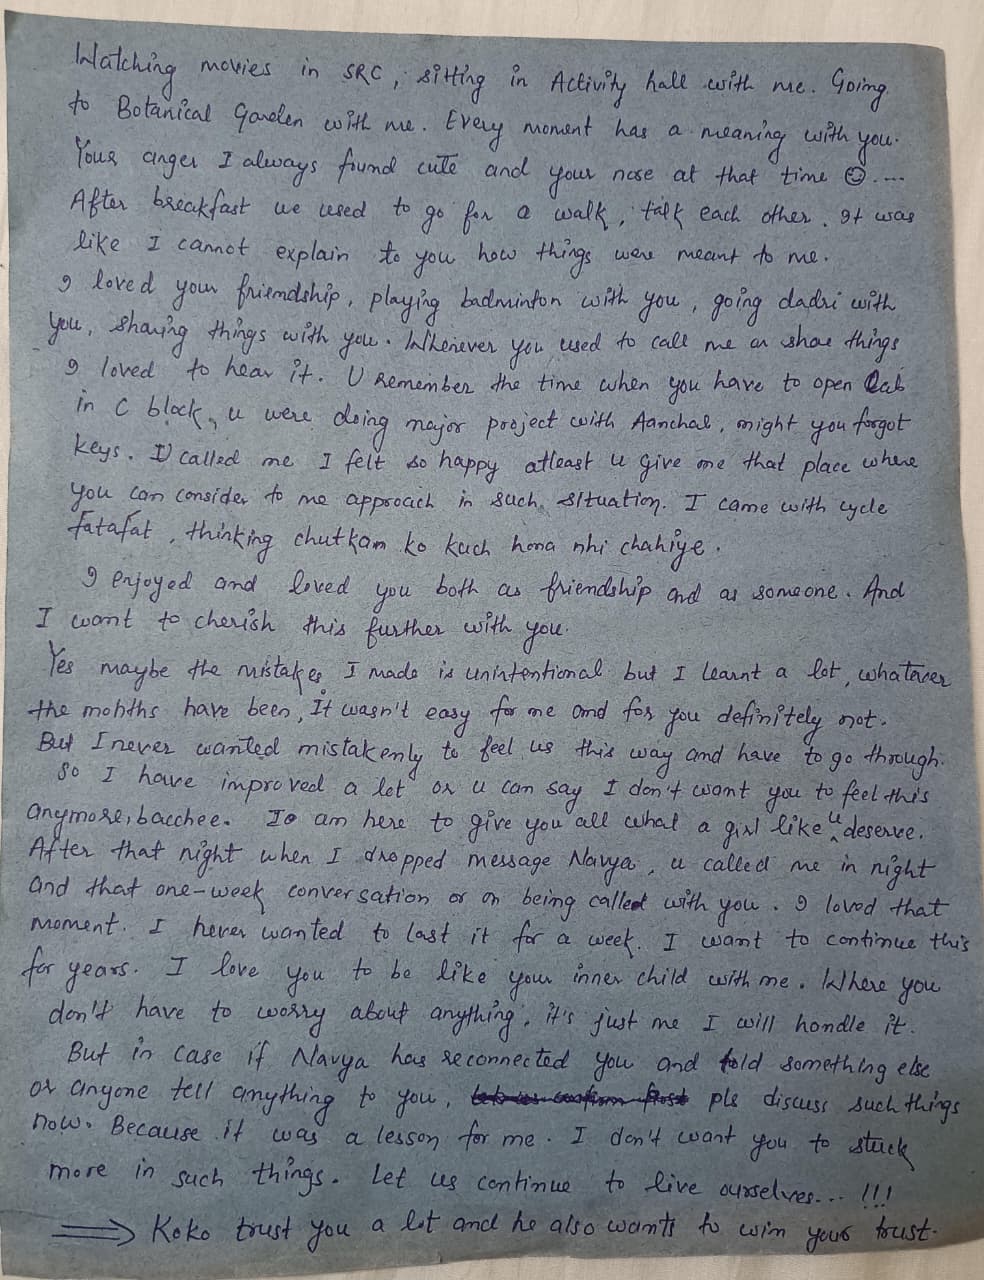 Watching movies in SRC, sitting in Activity hall with me. Going
to Botanical Garden with me. Every moment has a meaning with you.
Your anger I always found cute and your nose at that time ☺....
After breakfast we used to go for a walk, talk each other. It was
like I cannot explain to you how things were meant to me.
I loved your friendship, playing badminton with you, going dadri with
you, sharing things with you. Whenever you used to call me or share things
I loved to hear it. U Remember the time when you have to open Lab
in C block, u were doing major project with Aanchal, might you forgot
keys. U called me I felt so happy atleast u give me that place where
you can consider to me approach in such situation. I came with cycle
fatafat, thinking chutkam ko kuch hona nhi chahiye.
I enjoyed and loved you both as friendship and as someone. And
I want to cherish this further with you.
Yes maybe the mistakes I made is unintentional but I learnt a lot, whatever
the months have been, It wasn't easy for me and for you definitely not.
But I never wanted mistakenly to feel us this way and have to go through.
So I have improved a lot or u can say I don't want you to feel this
anymore, bacchee. Io am here to give you all what a girl like u deserve.
After that night when I dropped message Navya, u called me in night
and that one-week conversation or on being called with you. I loved that
moment. I never wanted to last it for a week. I want to continue this
for years. I love you to be like your inner child with me. Where you
don't have to worry about anything, it's just me I will handle it.
But in case if Navya has reconnected you and told something else
or anyone tell anything to you, pls discuss such things
now. Because it was a lesson for me. I don't want you to stuck
more in such things. Let us continue to live ourselves... !!!
⇒ Koko trust you a lot and he also wants to win your trust.